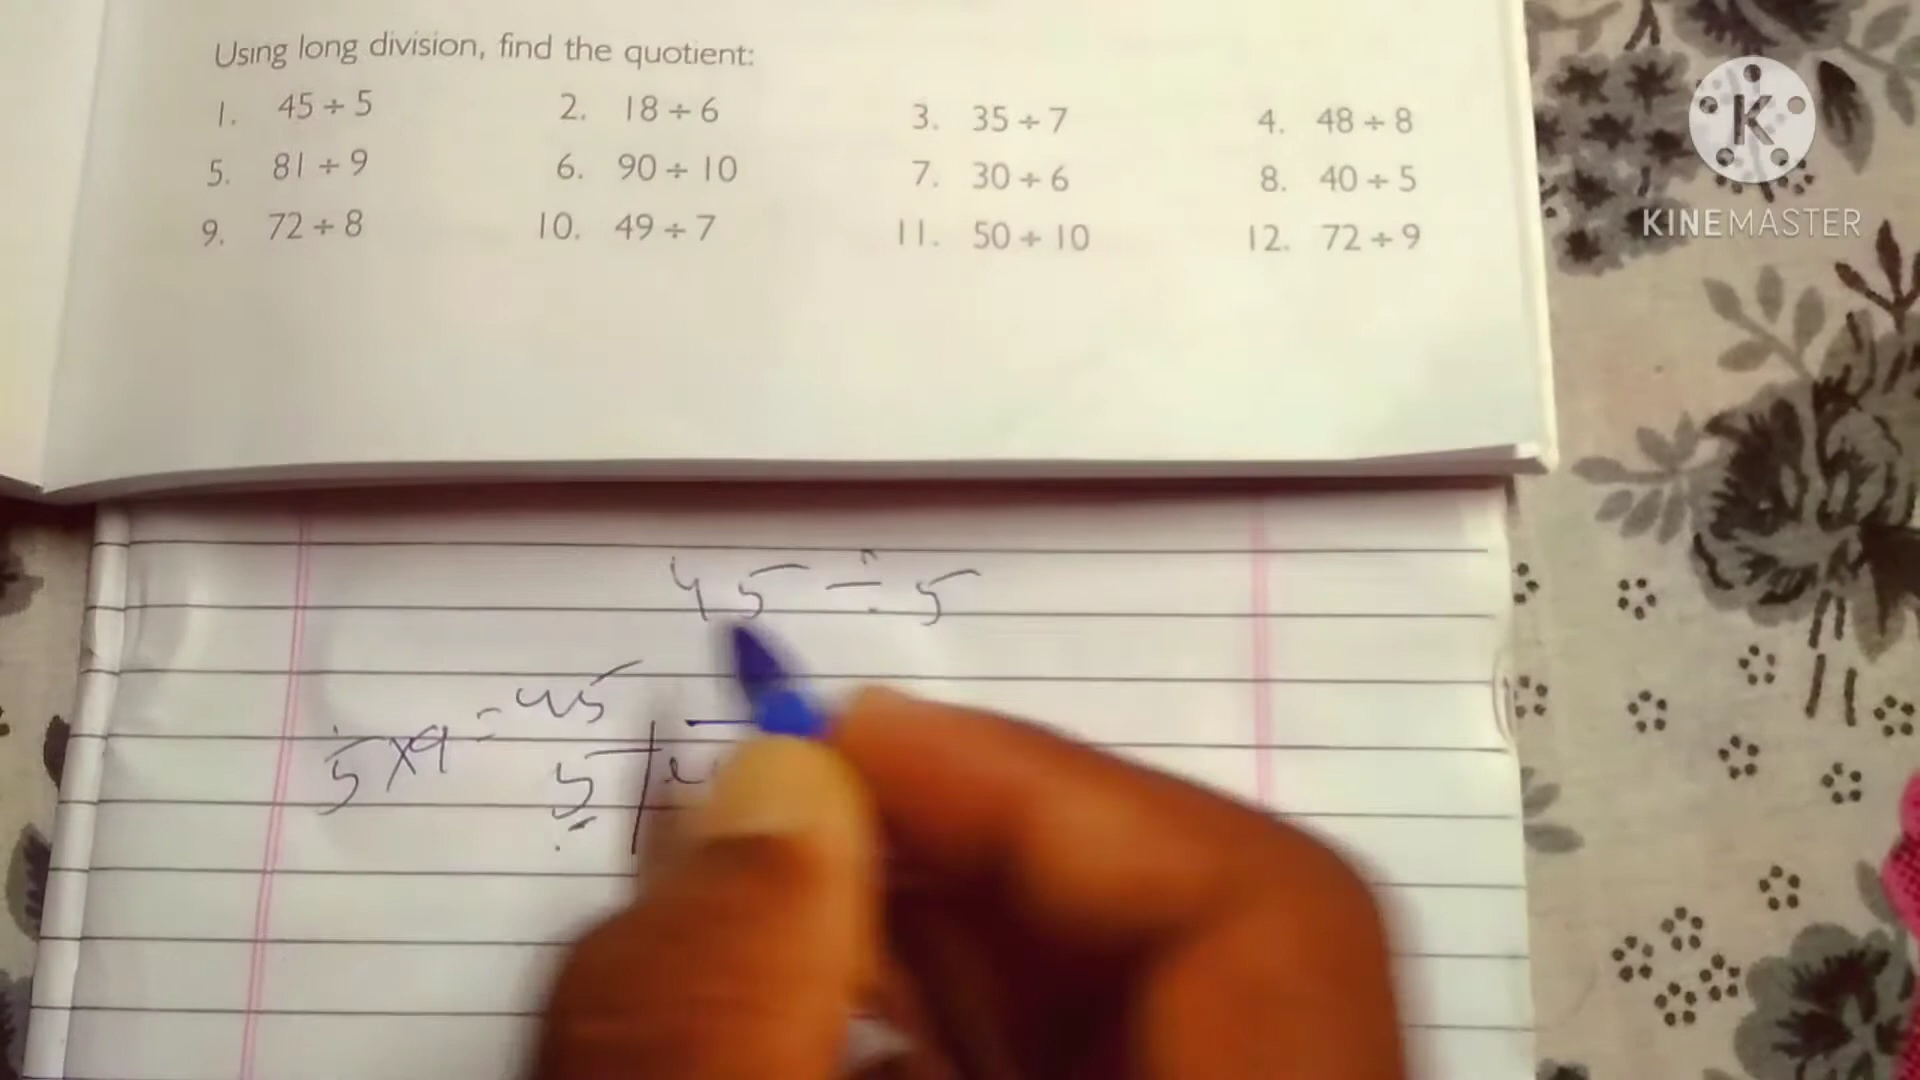 Using long division, find the quotient:
1. 45 ÷ 5 2. 18 ÷ 6 3. 35 ÷ 7 4. 48 ÷ 8
5. 81 ÷ 9 6. 90 ÷ 10 7. 30 ÷ 6 8. 40 ÷ 5
9. 72 ÷ 8 10. 49 ÷ 7 11. 50 ÷ 10 12. 72 ÷ 9
K
KINEMASTER
45 ÷ 5
5 x 9 = 45
5